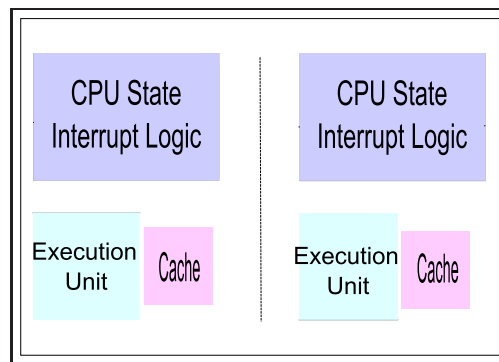 CPU State
Interrupt Logic
Execution
Unit
Cache
CPU State
Interrupt Logic
Execution
Unit
Cache